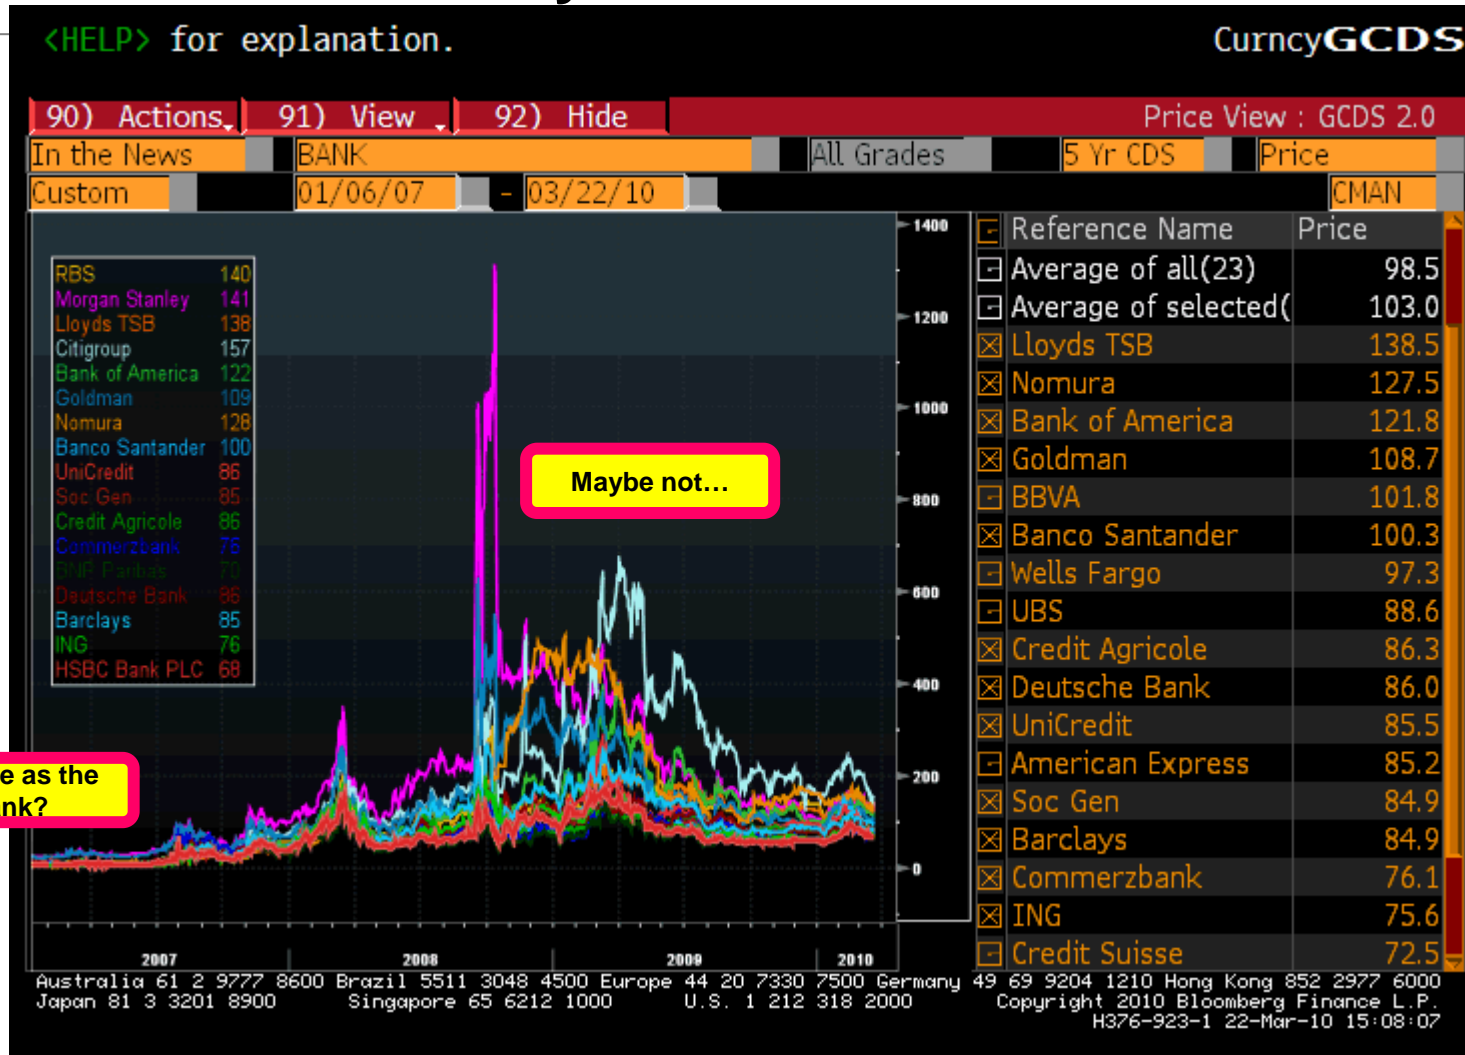 <HELP> for explanation.
CurncyGCDS
90) Actions 91) View 92) Hide Price View : GCDS 2.0
In the News BANK All Grades 5 Yr CDS Price
Custom 01/06/07 - 03/22/10 CMAN
RBS 140
Morgan Stanley 141
Lloyds TSB 138
Citigroup 157
Bank of America 122
Goldman 109
Nomura 128
Banco Santander 100
UniCredit 86
Soc Gen 85
Credit Agricole 86
Commerzbank 76
BNP Paribas 70
Deutsche Bank 86
Barclays 85
ING 76
HSBC Bank PLC 68
Maybe not…
e as the
nk?
1400
1200
1000
800
600
400
200
0
2007 2008 2009 2010
Reference Name Price
Average of all(23) 98.5
Average of selected( 103.0
Lloyds TSB 138.5
Nomura 127.5
Bank of America 121.8
Goldman 108.7
BBVA 101.8
Banco Santander 100.3
Wells Fargo 97.3
UBS 88.6
Credit Agricole 86.3
Deutsche Bank 86.0
UniCredit 85.5
American Express 85.2
Soc Gen 84.9
Barclays 84.9
Commerzbank 76.1
ING 75.6
Credit Suisse 72.5
Australia 61 2 9777 8600 Brazil 5511 3048 4500 Europe 44 20 7330 7500 Germany 49 69 9204 1210 Hong Kong 852 2977 6000
Japan 81 3 3201 8900 Singapore 65 6212 1000 U.S. 1 212 318 2000 Copyright 2010 Bloomberg Finance L.P.
H376-923-1 22-Mar-10 15:08:07